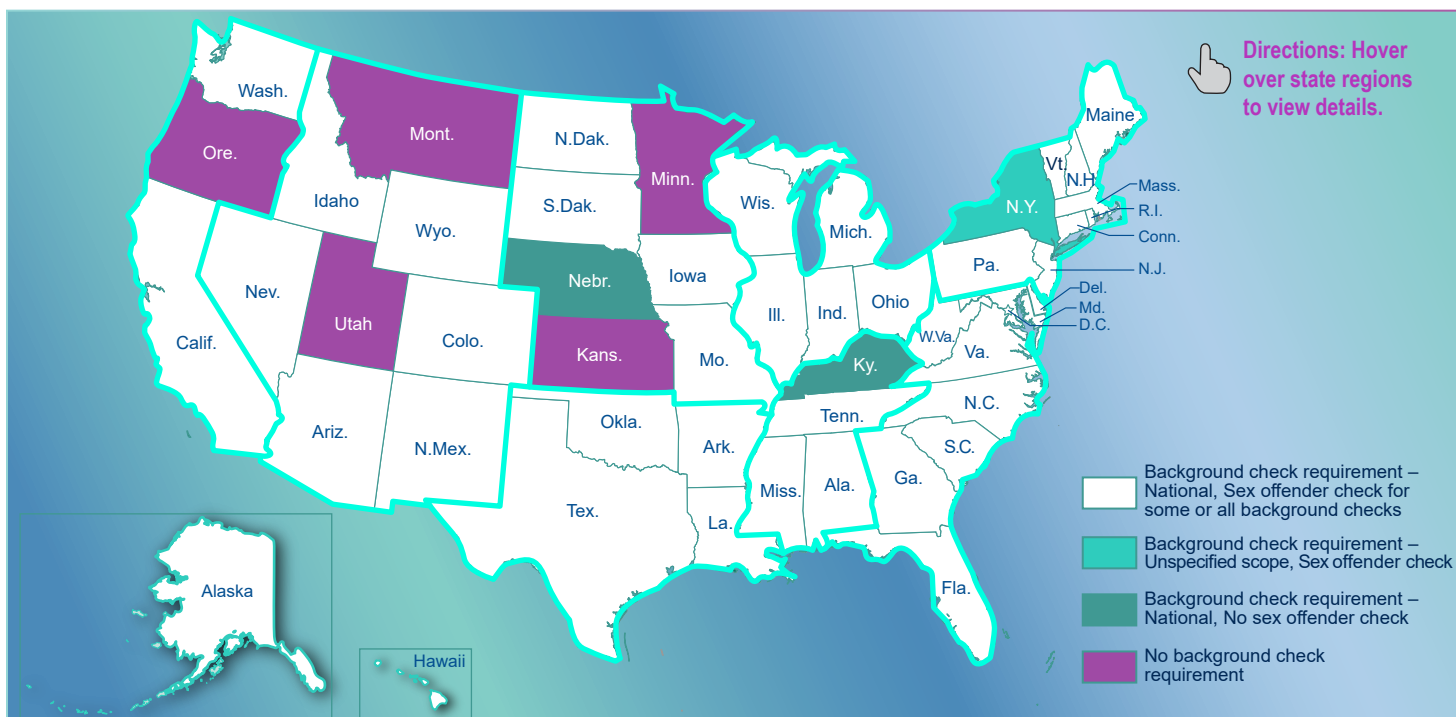 Directions: Hover
over state regions
to view details.
Wash.
Ore.
Mont.
Idaho
Wyo.
Nev.
Utah
Colo.
Calif.
Ariz.
N.Mex.
N.Dak.
S.Dak.
Minn.
Nebr.
Iowa
Kans.
Mo.
Wis.
Mich.
Ill.
Ind.
Ohio
Ky.
Tenn.
Okla.
Ark.
Tex.
La.
Miss.
Ala.
Ga.
Fla.
S.C.
N.C.
Va.
W.Va.
Pa.
N.Y.
Vt.
N.H
Maine
Mass.
R.I.
Conn.
N.J.
Del.
Md.
D.C.
Alaska
Hawaii
Background check requirement –
National, Sex offender check for
some or all background checks
Background check requirement –
Unspecified scope, Sex offender check
Background check requirement –
National, No sex offender check
No background check
requirement